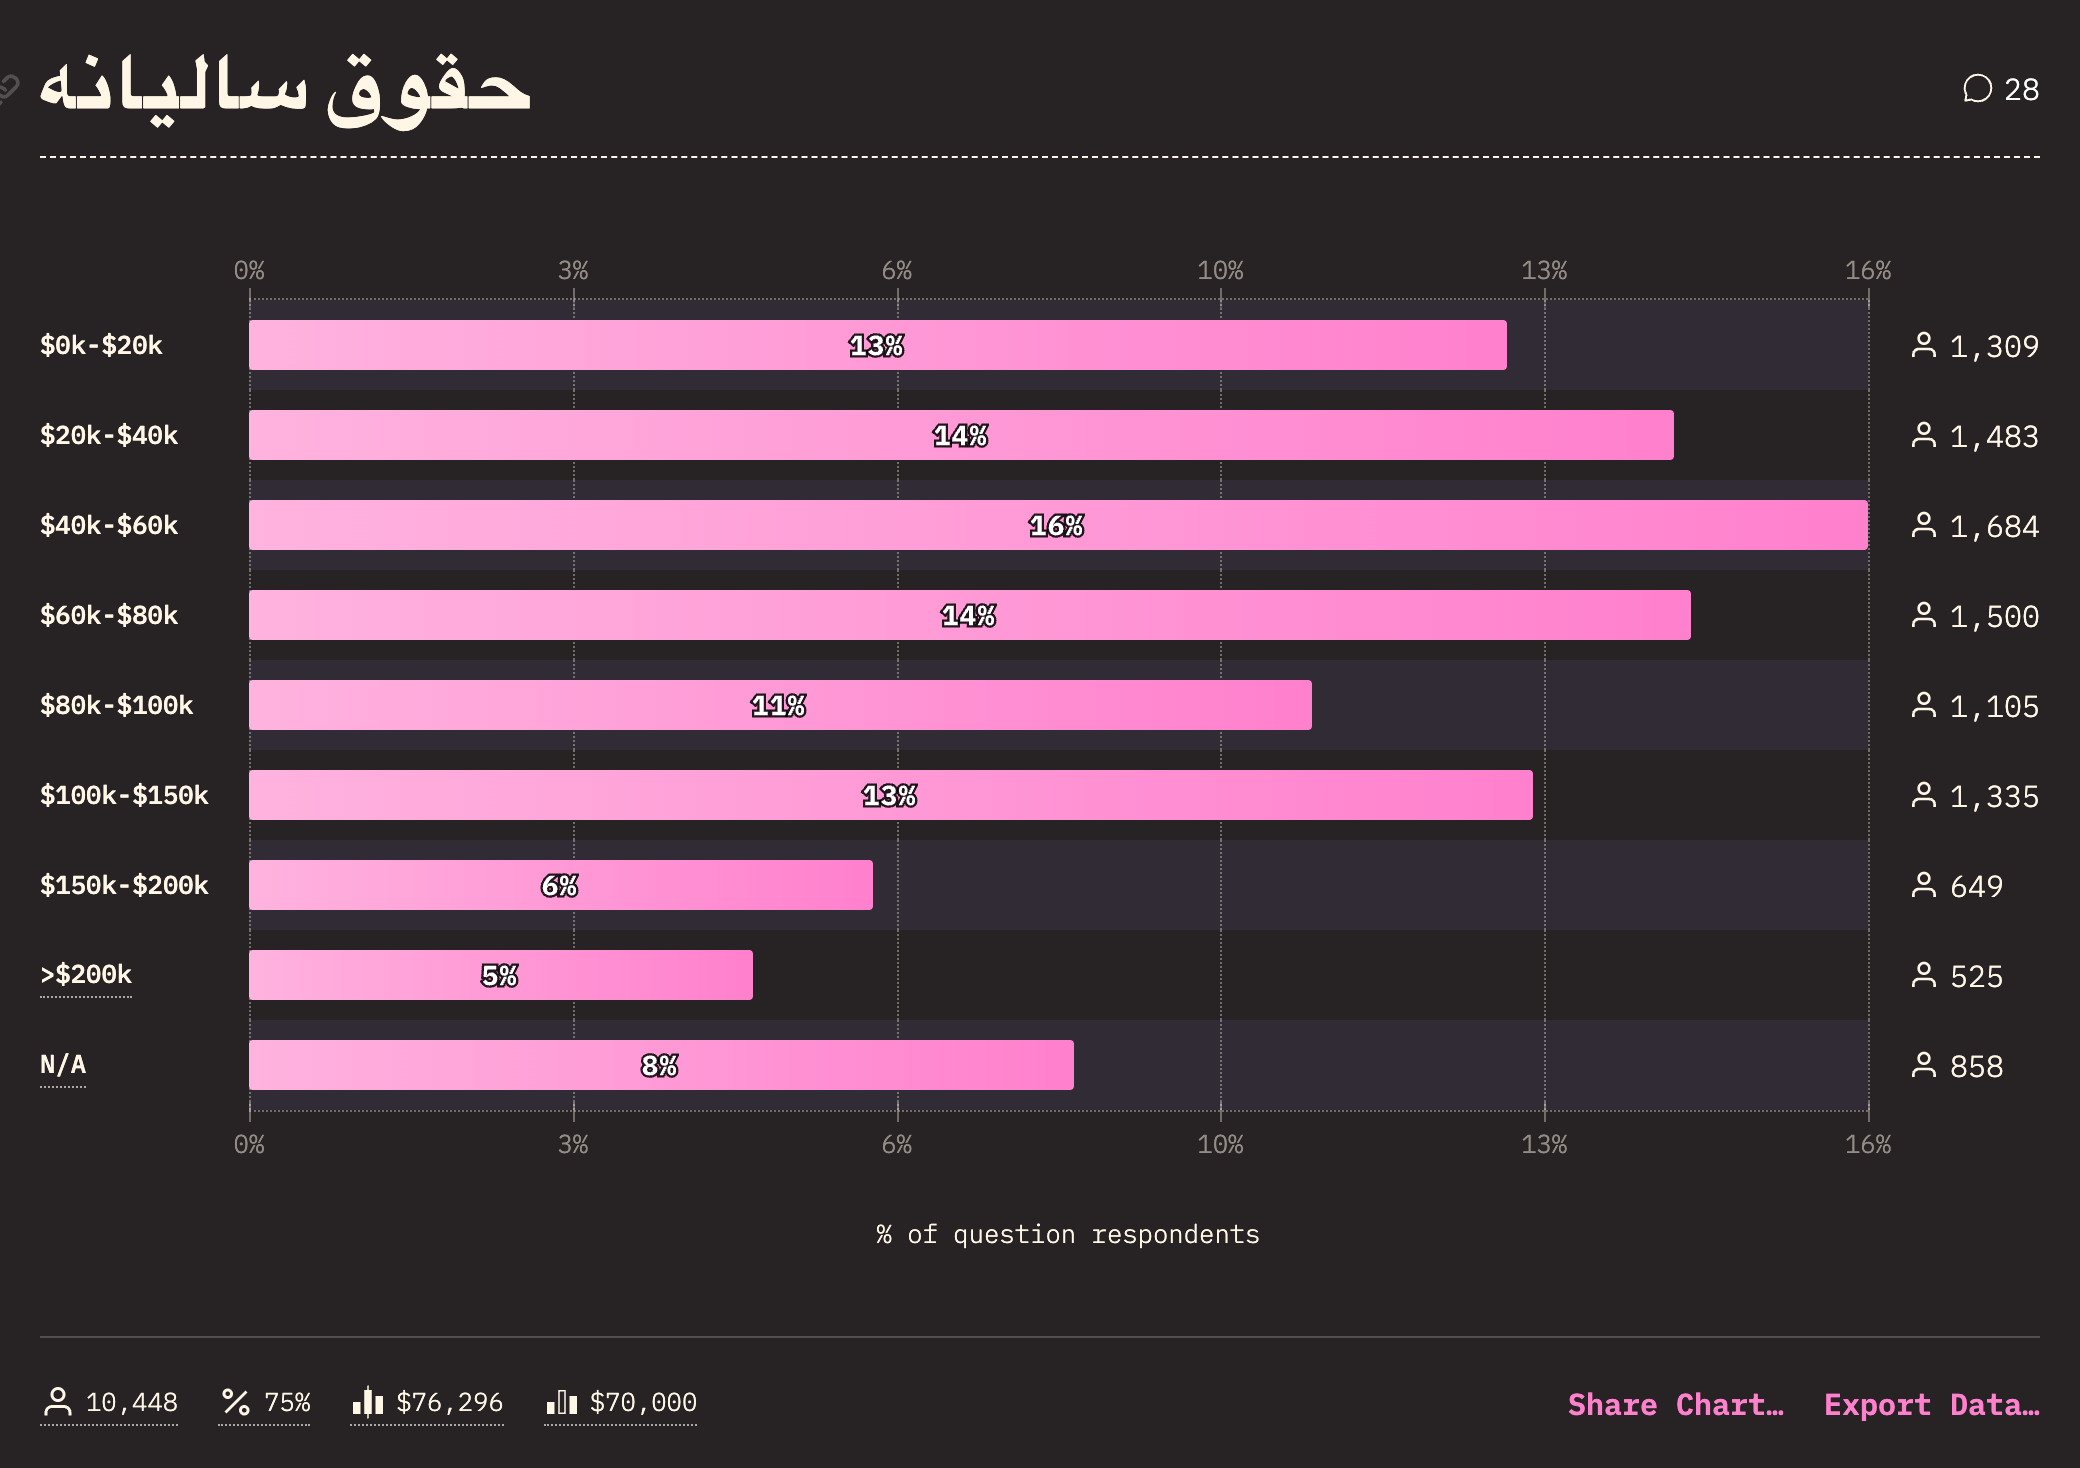 حقوق سالیانه
28
0% 3% 6% 10% 13% 16%
$0k-$20k 13% 1,309
$20k-$40k 14% 1,483
$40k-$60k 16% 1,684
$60k-$80k 14% 1,500
$80k-$100k 11% 1,105
$100k-$150k 13% 1,335
$150k-$200k 6% 649
>$200k 5% 525
N/A 8% 858
0% 3% 6% 10% 13% 16%
% of question respondents
10,448 75% $76,296 $70,000 Share Chart… Export Data…